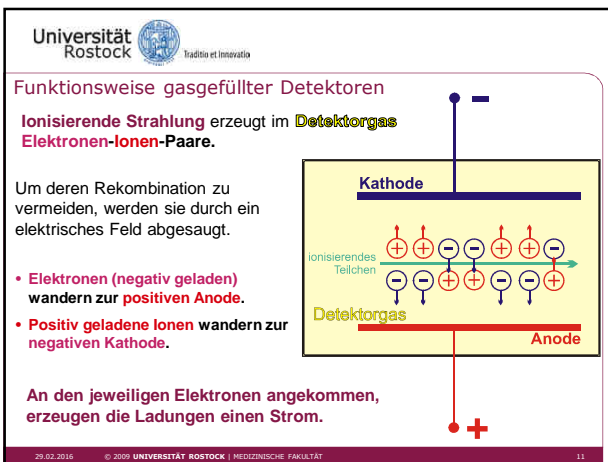 Universität
Rostock
Traditio et Innovatio
Funktionsweise gasgefüllter Detektoren
Ionisierende Strahlung erzeugt im Detektorgas
Elektronen-Ionen-Paare.
Um deren Rekombination zu
vermeiden, werden sie durch ein
elektrisches Feld abgesaugt.
• Elektronen (negativ geladen)
wandern zur positiven Anode.
• Positiv geladene Ionen wandern zur
negativen Kathode.
An den jeweiligen Elektronen angekommen,
erzeugen die Ladungen einen Strom.
−
Kathode
+ + − − + + −
ionisierendes
Teilchen
− − + + − − +
Detektorgas
Anode
+
29.02.2016 © 2009 UNIVERSITÄT ROSTOCK | MEDIZINISCHE FAKULTÄT 11